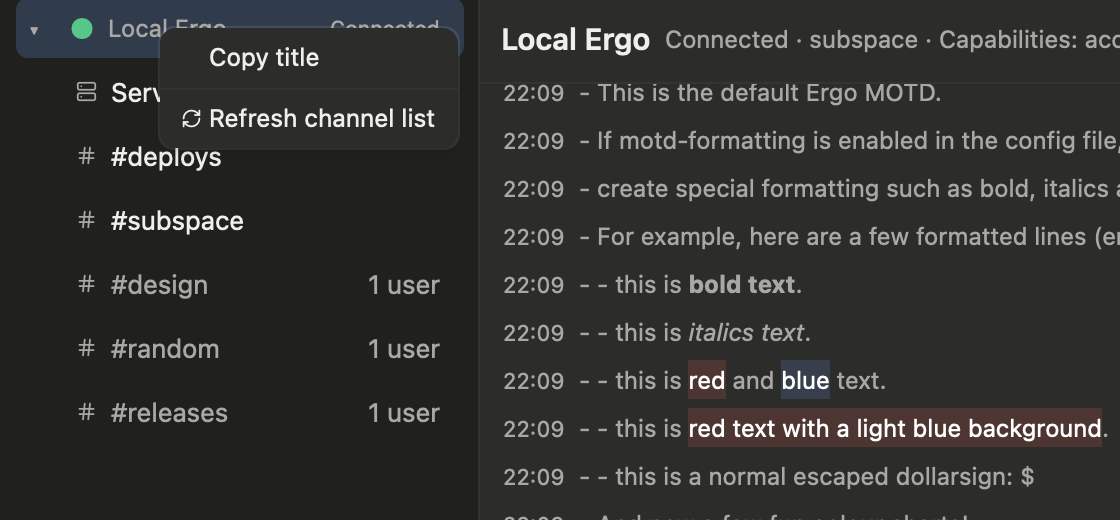 Local Ergo Connected
Copy title
Refresh channel list
#deploys
#subspace
#design 1 user
#random 1 user
#releases 1 user
Local Ergo Connected · subspace · Capabilities:
22:09 - This is the default Ergo MOTD.
22:09 - If motd-formatting is enabled in the config file,
22:09 - create special formatting such as bold, italics
22:09 - For example, here are a few formatted lines
22:09 - - this is bold text.
22:09 - - this is italics text.
22:09 - - this is red and blue text.
22:09 - - this is red text with a light blue background.
22:09 - - this is a normal escaped dollarsign: $